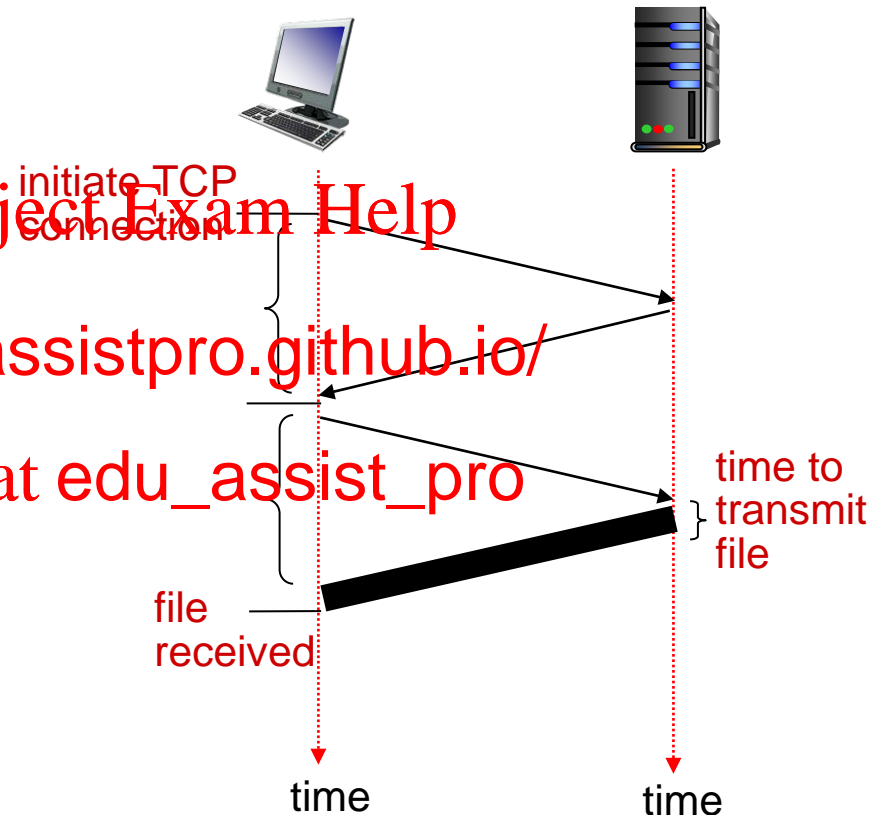 initiate TCP
connection
ject Exam Help
assistpro.github.io/
at edu_assist_pro
time to
transmit
file
file
received
time
time